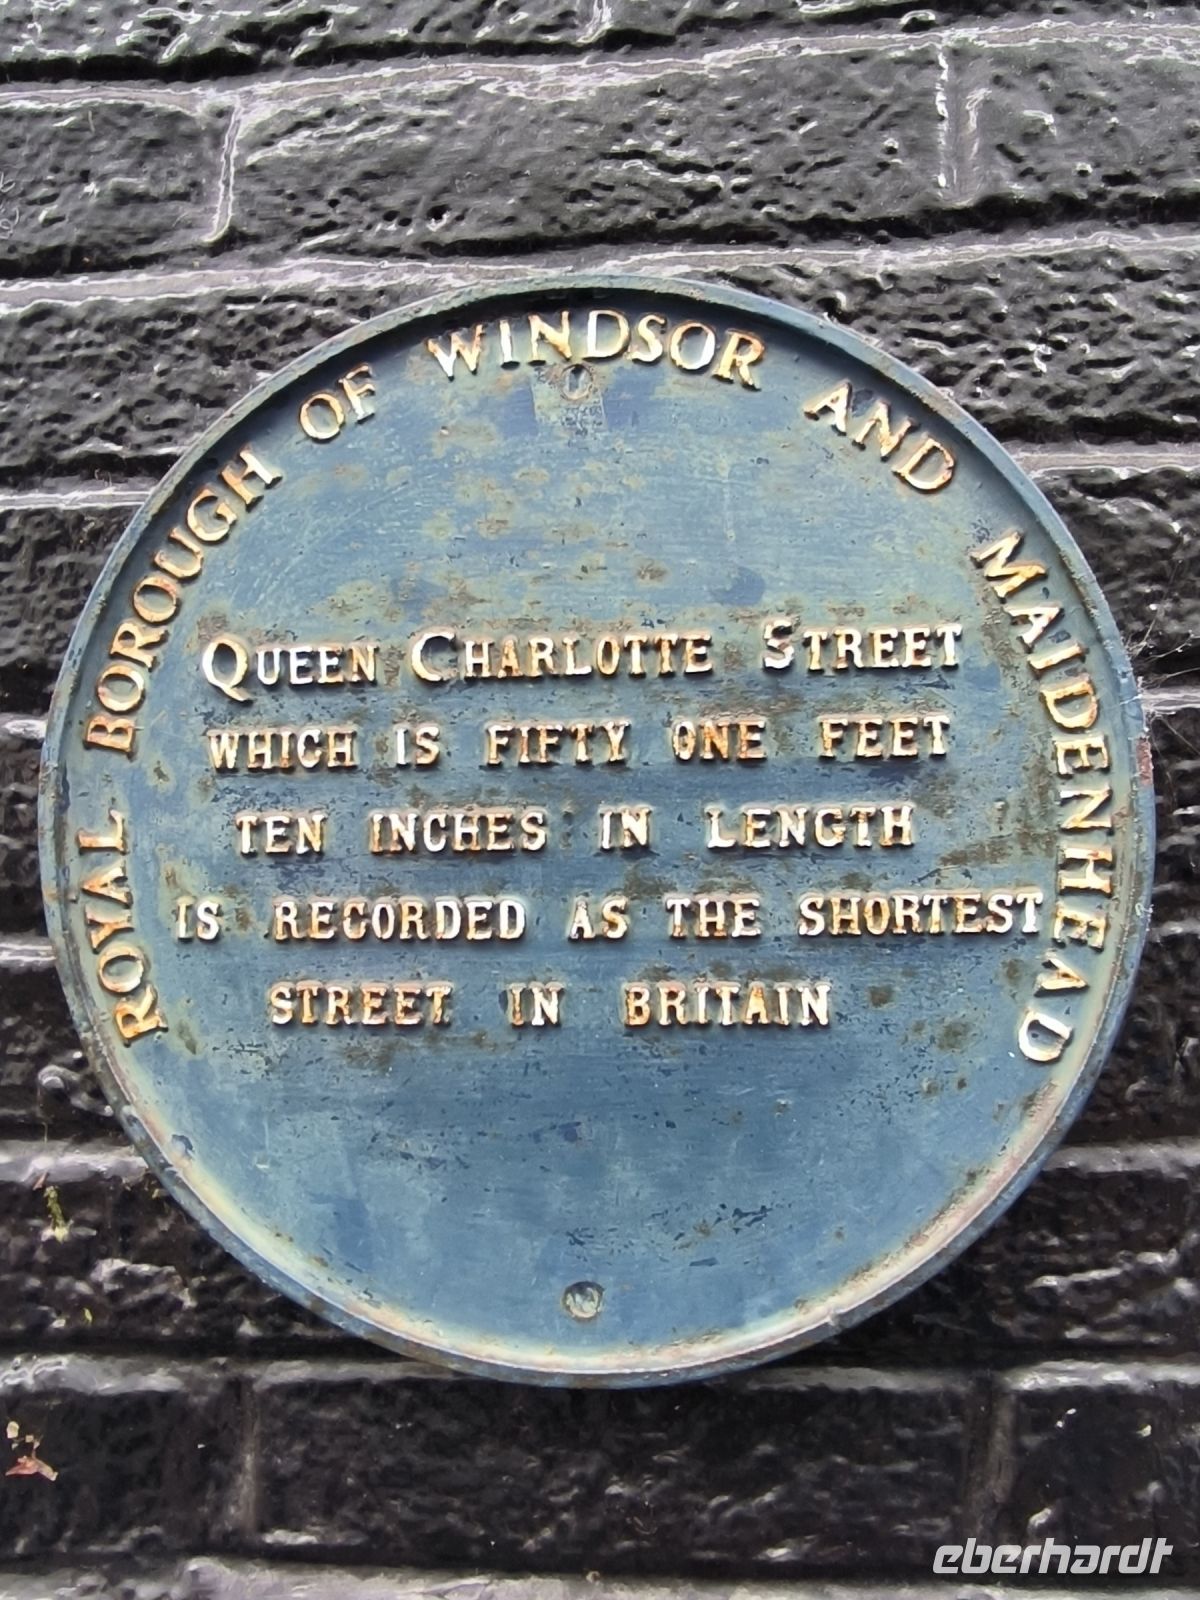 ROYAL BOROUGH OF WINDSOR AND MAIDENHEAD
QUEEN CHARLOTTE STREET
WHICH IS FIFTY ONE FEET
TEN INCHES IN LENGTH
IS RECORDED AS THE SHORTEST
STREET IN BRITAIN
eberhardt